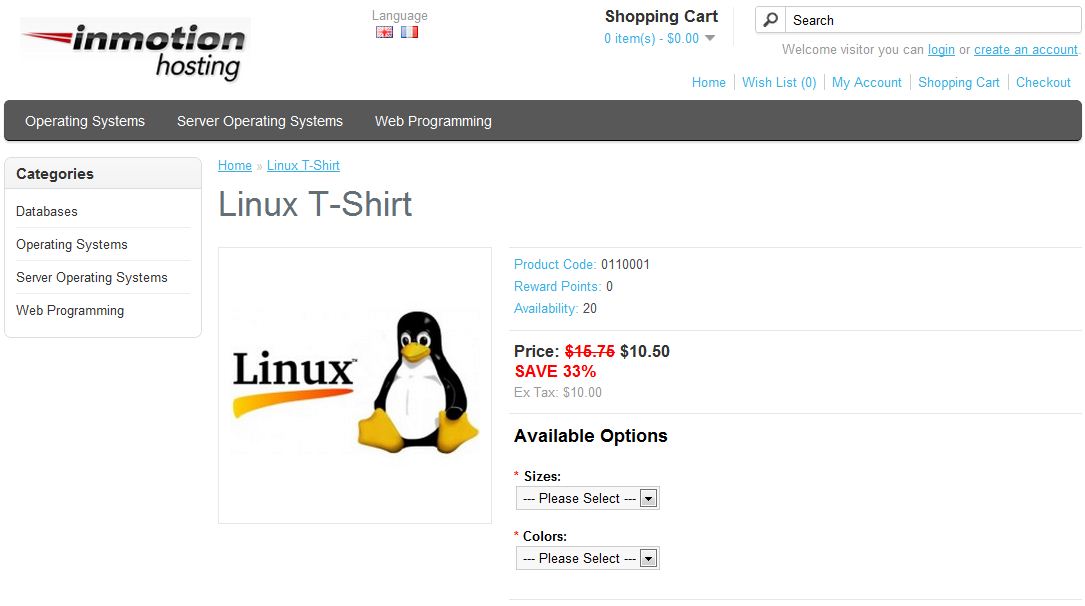 inmotion
hosting
Language
Shopping Cart
0 item(s) - $0.00
Search
Welcome visitor you can login or create an account.
Home
Wish List (0)
My Account
Shopping Cart
Checkout
Operating Systems
Server Operating Systems
Web Programming
Categories
Databases
Operating Systems
Server Operating Systems
Web Programming
Home » Linux T-Shirt
Linux T-Shirt
Linux™
Product Code: 0110001
Reward Points: 0
Availability: 20
Price: $15.75 $10.50
SAVE 33%
Ex Tax: $10.00
Available Options
* Sizes:
--- Please Select ---
* Colors:
--- Please Select ---